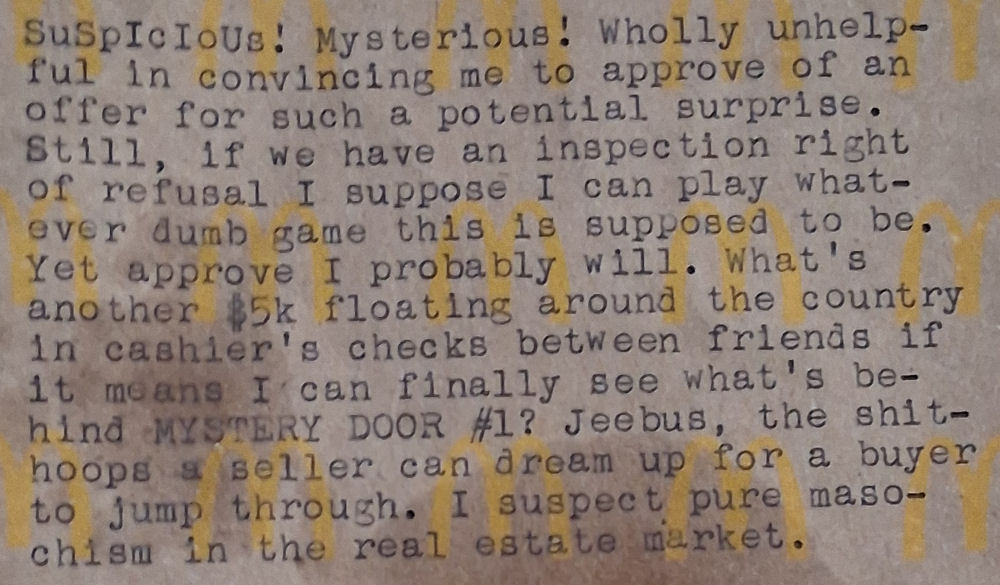 SuSpIcIoUs! Mysterious! Wholly unhelp-
ful in convincing me to approve of an
offer for such a potential surprise.
Still, if we have an inspection right
of refusal I suppose I can play what-
ever dumb game this is supposed to be.
Yet approve I probably will. What's
another $5k floating around the country
in cashier's checks between friends if
it means I can finally see what's be-
hind MYSTERY DOOR #1? Jeebus, the shit-
hoops a seller can dream up for a buyer
to jump through. I suspect pure maso-
chism in the real estate market.